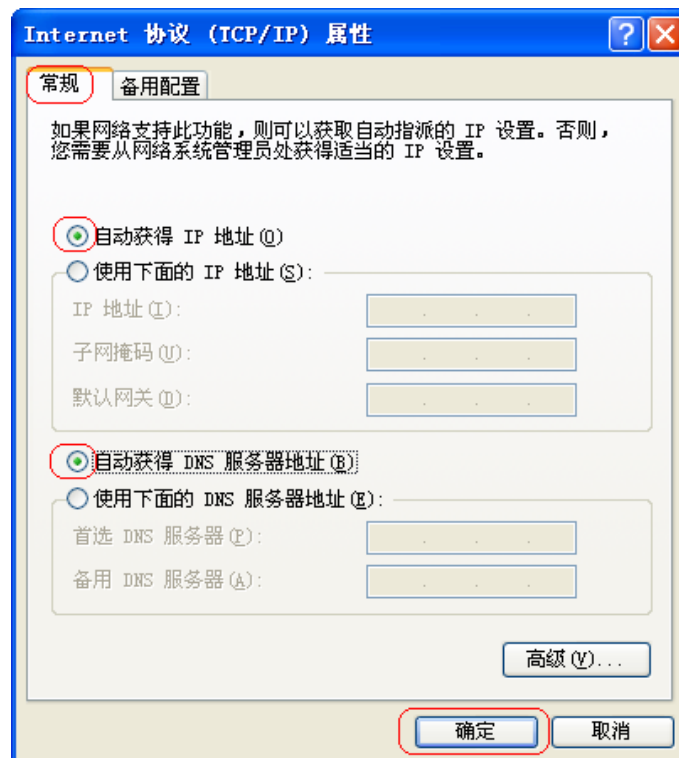 Internet 协议 (TCP/IP) 属性
常规
备用配置
如果网络支持此功能，则可以获取自动指派的 IP 设置。否则，
您需要从网络系统管理员处获得适当的 IP 设置。
自动获得 IP 地址(O)
使用下面的 IP 地址(S):
IP 地址(I):
子网掩码(U):
默认网关(D):
自动获得 DNS 服务器地址(B)
使用下面的 DNS 服务器地址(E):
首选 DNS 服务器(P):
备用 DNS 服务器(A):
高级(V)...
确定
取消